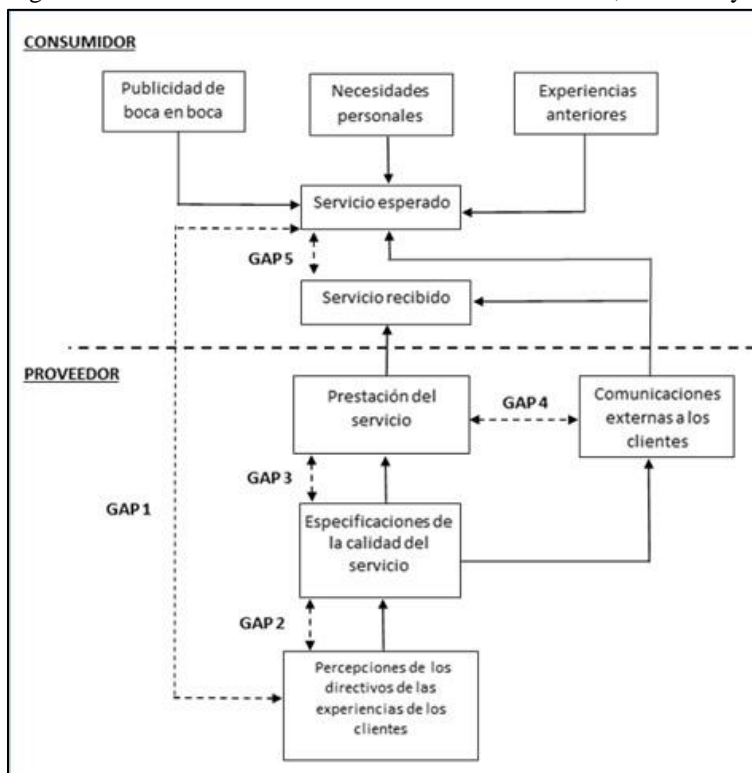 CONSUMIDOR
Publicidad de
boca en boca
Necesidades
personales
Experiencias
anteriores
Servicio esperado
GAP 5
Servicio recibido
PROVEEDOR
Prestación del
servicio
GAP 4
Comunicaciones
externas a los
clientes
GAP 3
GAP 1
Especificaciones de
la calidad del
servicio
GAP 2
Percepciones de los
directivos de las
experiencias de los
clientes